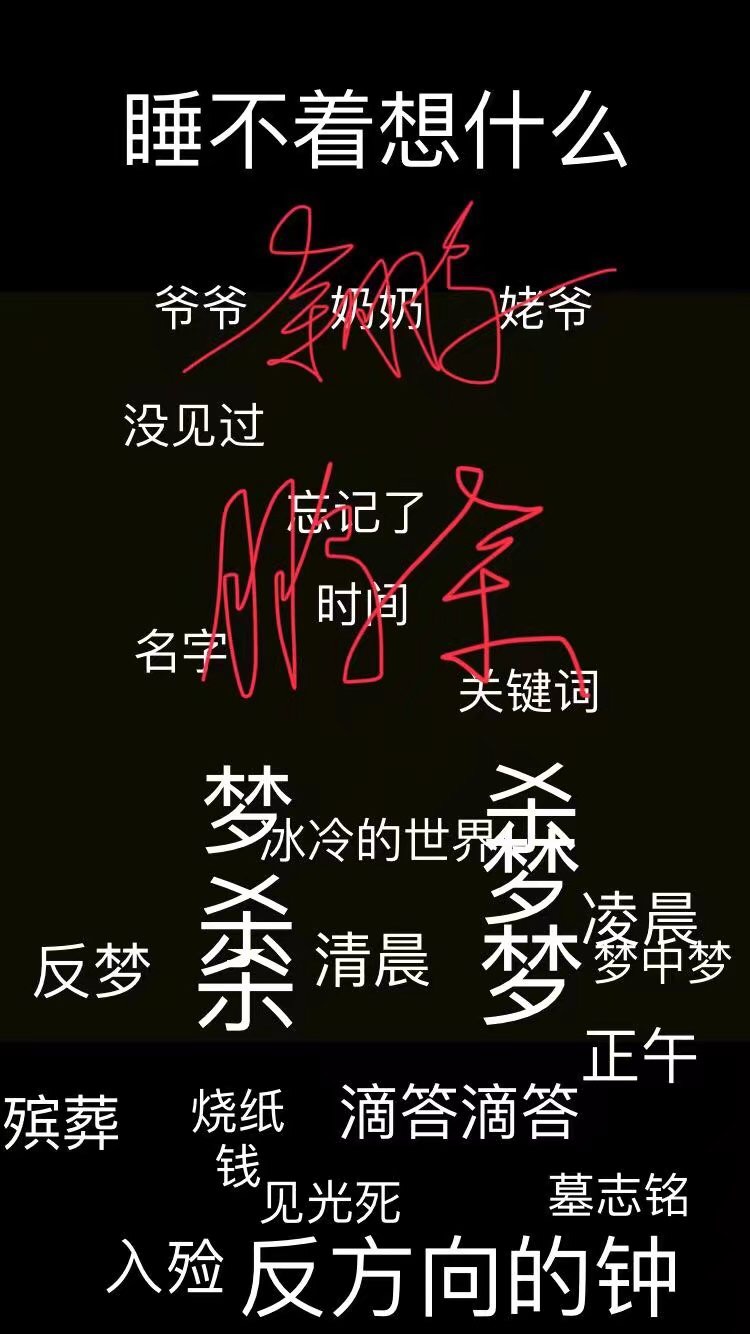 睡不着想什么
爷爷 奶奶 姥爷
没见过
忘记了
时间
名字
关键词
梦
杀
冰冷的世界
梦
杀
凌晨
反梦
杀
清晨
梦
梦中梦
正午
殡葬
烧纸
钱
滴答滴答
见光死
墓志铭
入殓
反方向的钟